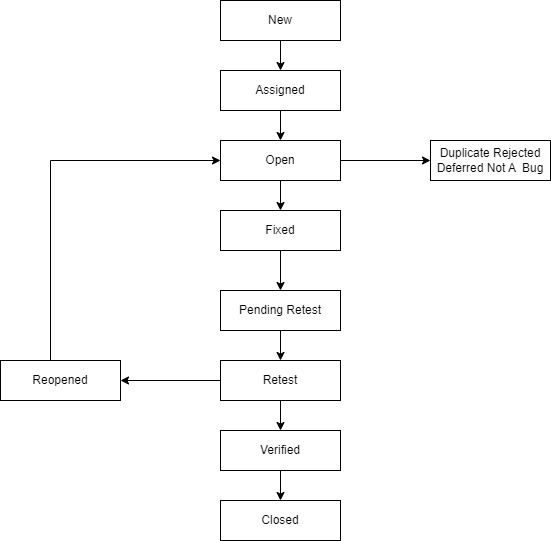 New
Assigned
Open
Duplicate Rejected
Deferred Not A Bug
Fixed
Pending Retest
Reopened
Retest
Verified
Closed